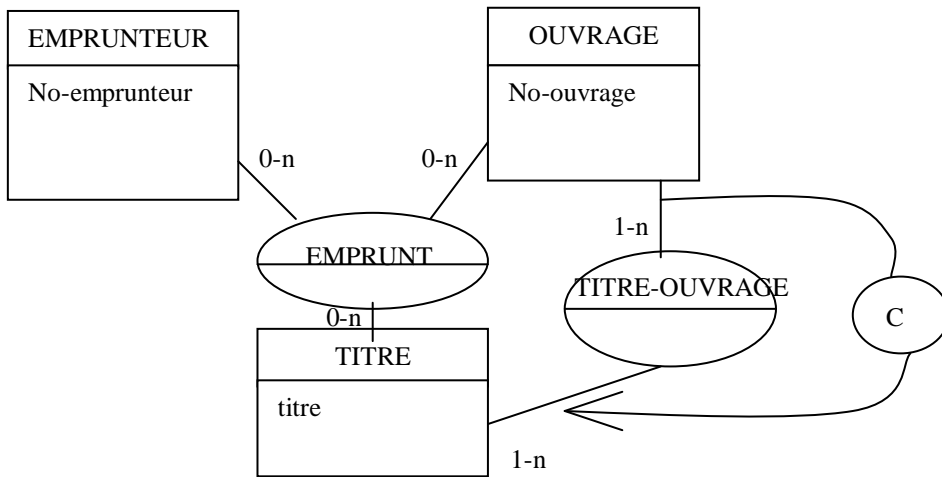 EMPRUNTEUR
No-emprunteur
OUVRAGE
No-ouvrage
0-n
0-n
1-n
EMPRUNT
TITRE-OUVRAGE
C
0-n
TITRE
titre
1-n